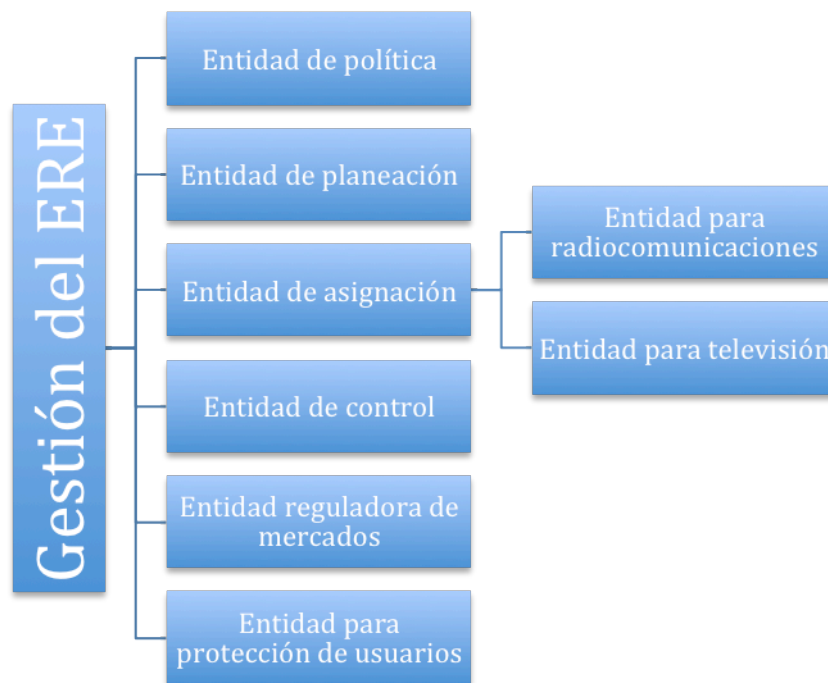 Gestión del ERE
Entidad de política
Entidad de planeación
Entidad de asignación
Entidad para
radiocomunicaciones
Entidad para televisión
Entidad de control
Entidad reguladora de
mercados
Entidad para
protección de usuarios